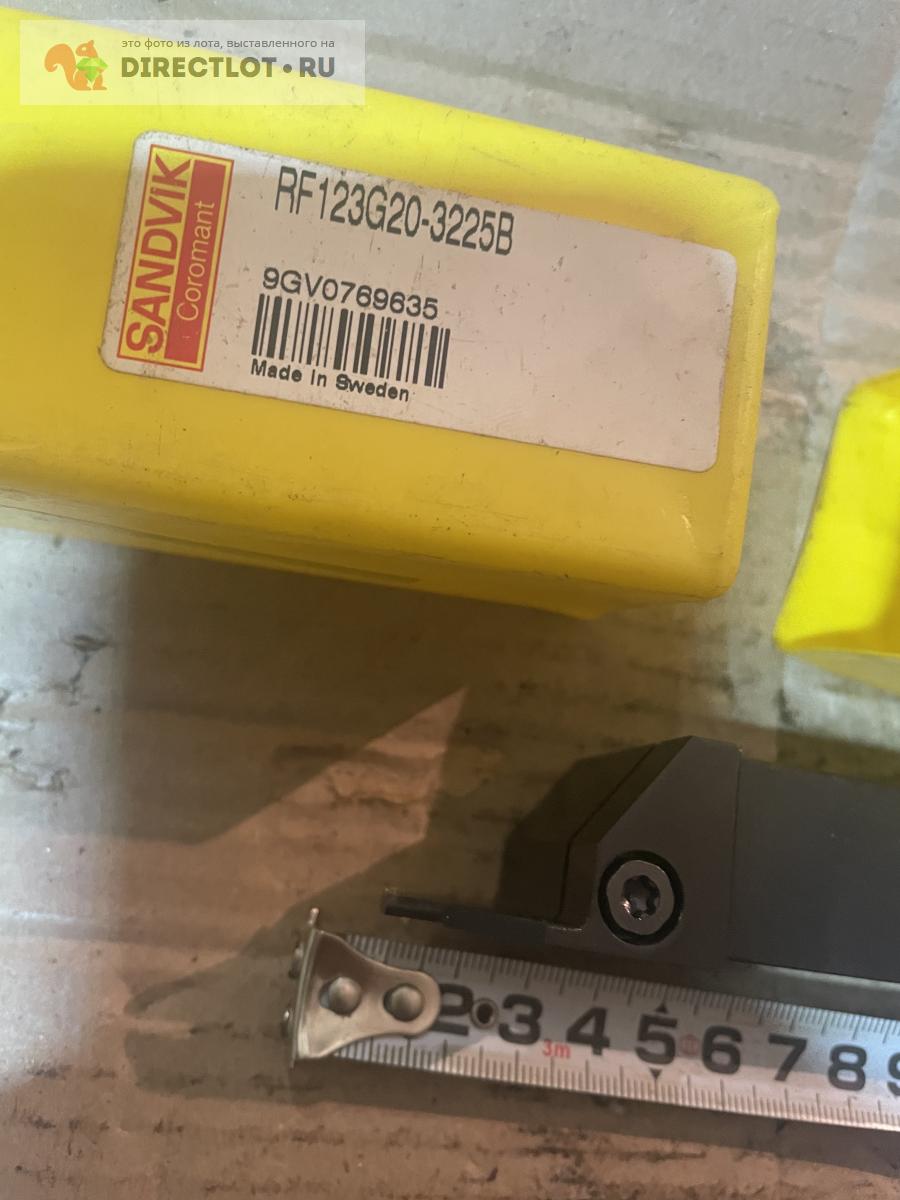 это фото из лота, выставленного на
DIRECTLOT•RU
SANDVIK
Coromant
RF123G20-3225B
9GV0769635
Made in Sweden
2 3 4 5 6 7 8 9
3m